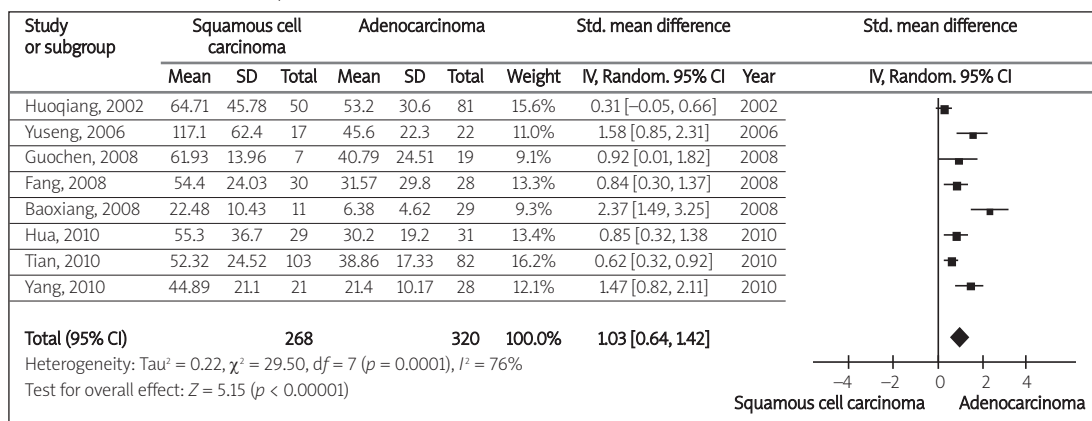 Study Squamous cell Adenocarcinoma Std. mean difference Std. mean difference
or subgroup carcinoma
Mean SD Total Mean SD Total Weight IV, Random. 95% CI Year IV, Random. 95% CI
Huoqiang, 2002 64.71 45.78 50 53.2 30.6 81 15.6% 0.31 [–0.05, 0.66] 2002
Yuseng, 2006 117.1 62.4 17 45.6 22.3 22 11.0% 1.58 [0.85, 2.31] 2006
Guochen, 2008 61.93 13.96 7 40.79 24.51 19 9.1% 0.92 [0.01, 1.82] 2008
Fang, 2008 54.4 24.03 30 31.57 29.8 28 13.3% 0.84 [0.30, 1.37] 2008
Baoxiang, 2008 22.48 10.43 11 6.38 4.62 29 9.3% 2.37 [1.49, 3.25] 2008
Hua, 2010 55.3 36.7 29 30.2 19.2 31 13.4% 0.85 [0.32, 1.38 2010
Tian, 2010 52.32 24.52 103 38.86 17.33 82 16.2% 0.62 [0.32, 0.92] 2010
Yang, 2010 44.89 21.1 21 21.4 10.17 28 12.1% 1.47 [0.82, 2.11] 2010
Total (95% CI) 268 320 100.0% 1.03 [0.64, 1.42]
Heterogeneity: Tau² = 0.22, χ² = 29.50, df = 7 (p = 0.0001), I² = 76%
Test for overall effect: Z = 5.15 (p < 0.00001)
–4 –2 0 2 4
Squamous cell carcinoma Adenocarcinoma